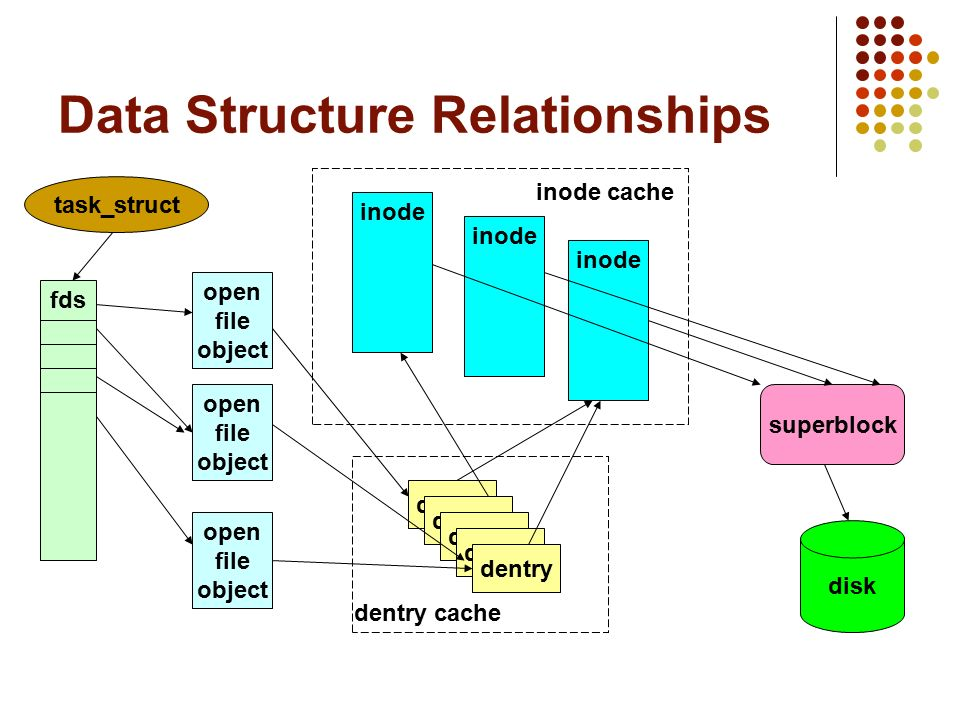 Data Structure Relationships
task_struct
inode cache
inode
inode
inode
fds
open
file
object
open
file
object
open
file
object
superblock
d
d
d
d
dentry
dentry cache
disk